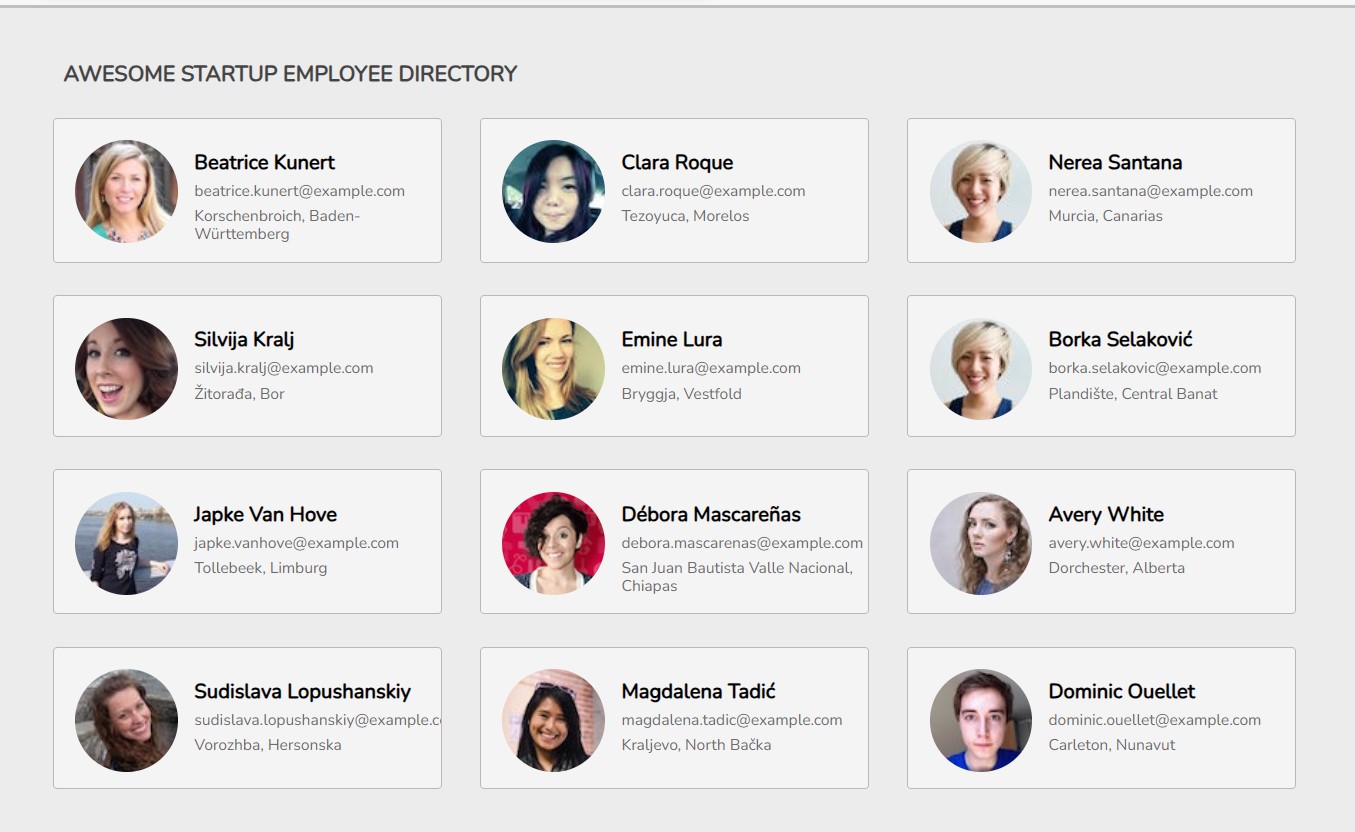 AWESOME STARTUP EMPLOYEE DIRECTORY
Beatrice Kunert
beatrice.kunert@example.com
Korschenbroich, Baden-
Württemberg
Clara Roque
clara.roque@example.com
Tezoyuca, Morelos
Nerea Santana
nerea.santana@example.com
Murcia, Canarias
Silvija Kralj
silvija.kralj@example.com
Žitorađa, Bor
Emine Lura
emine.lura@example.com
Bryggja, Vestfold
Borka Selaković
borka.selakovic@example.com
Plandište, Central Banat
Japke Van Hove
japke.vanhove@example.com
Tollebeek, Limburg
Débora Mascareñas
debora.mascarenas@example.com
San Juan Bautista Valle Nacional,
Chiapas
Avery White
avery.white@example.com
Dorchester, Alberta
Sudislava Lopushanskiy
sudislava.lopushanskiy@example.c
Vorozhba, Hersonska
Magdalena Tadić
magdalena.tadic@example.com
Kraljevo, North Bačka
Dominic Ouellet
dominic.ouellet@example.com
Carleton, Nunavut